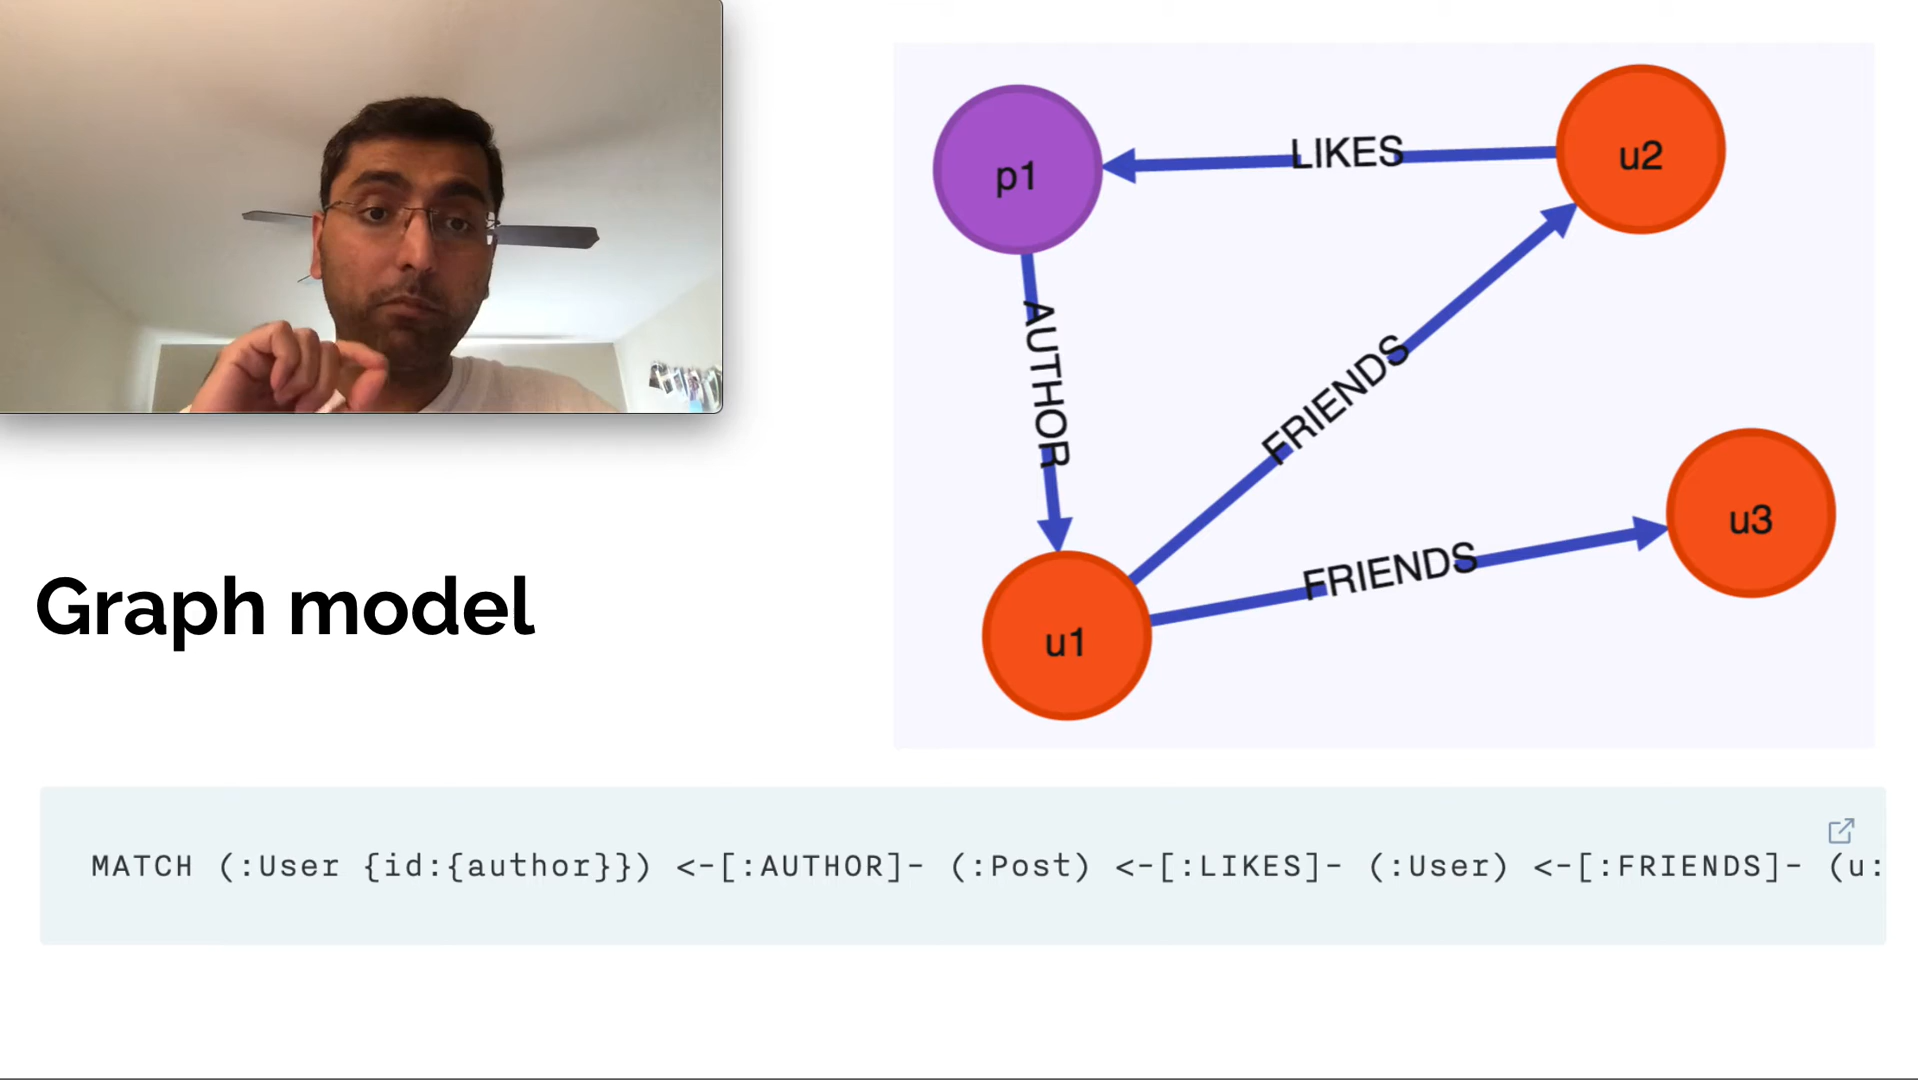 p1
LIKES
u2
AUTHOR
FRIENDS
FRIENDS
u3
u1
Graph model
MATCH (:User {id:{author}}) <-[:AUTHOR]- (:Post) <-[:LIKES]- (:User) <-[:FRIENDS]- (u: